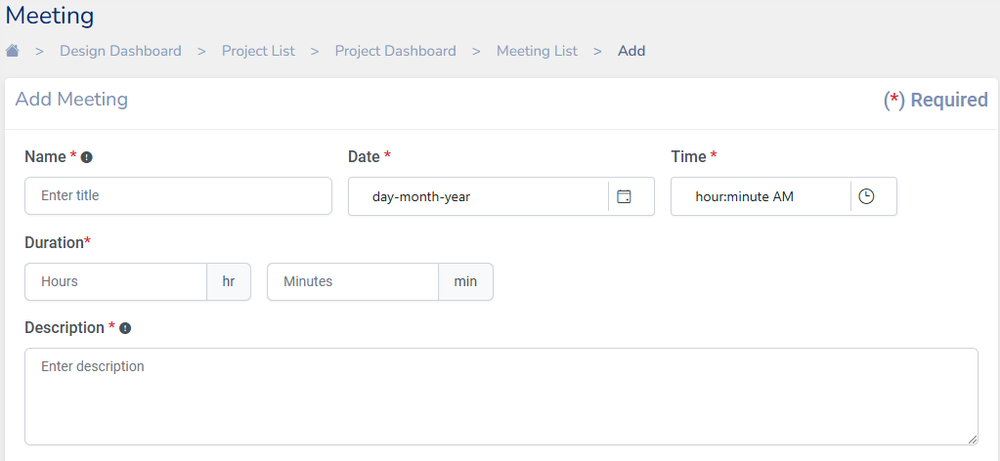 Meeting
> Design Dashboard > Project List > Project Dashboard > Meeting List > Add
Add Meeting (*) Required
Name * Date * Time *
Enter title day-month-year hour:minute AM
Duration*
Hours hr Minutes min
Description *
Enter description